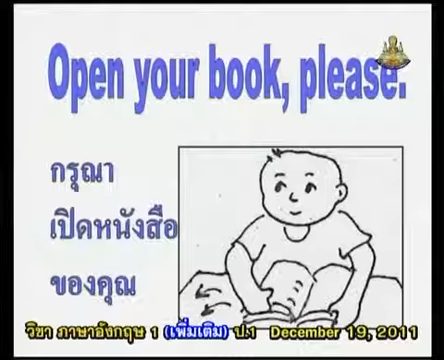 Open your book, please.
กรุณา
เปิดหนังสือ
ของคุณ
วิชา ภาษาอังกฤษ 1 (เพิ่มเติม) ป.1 December 19, 2011